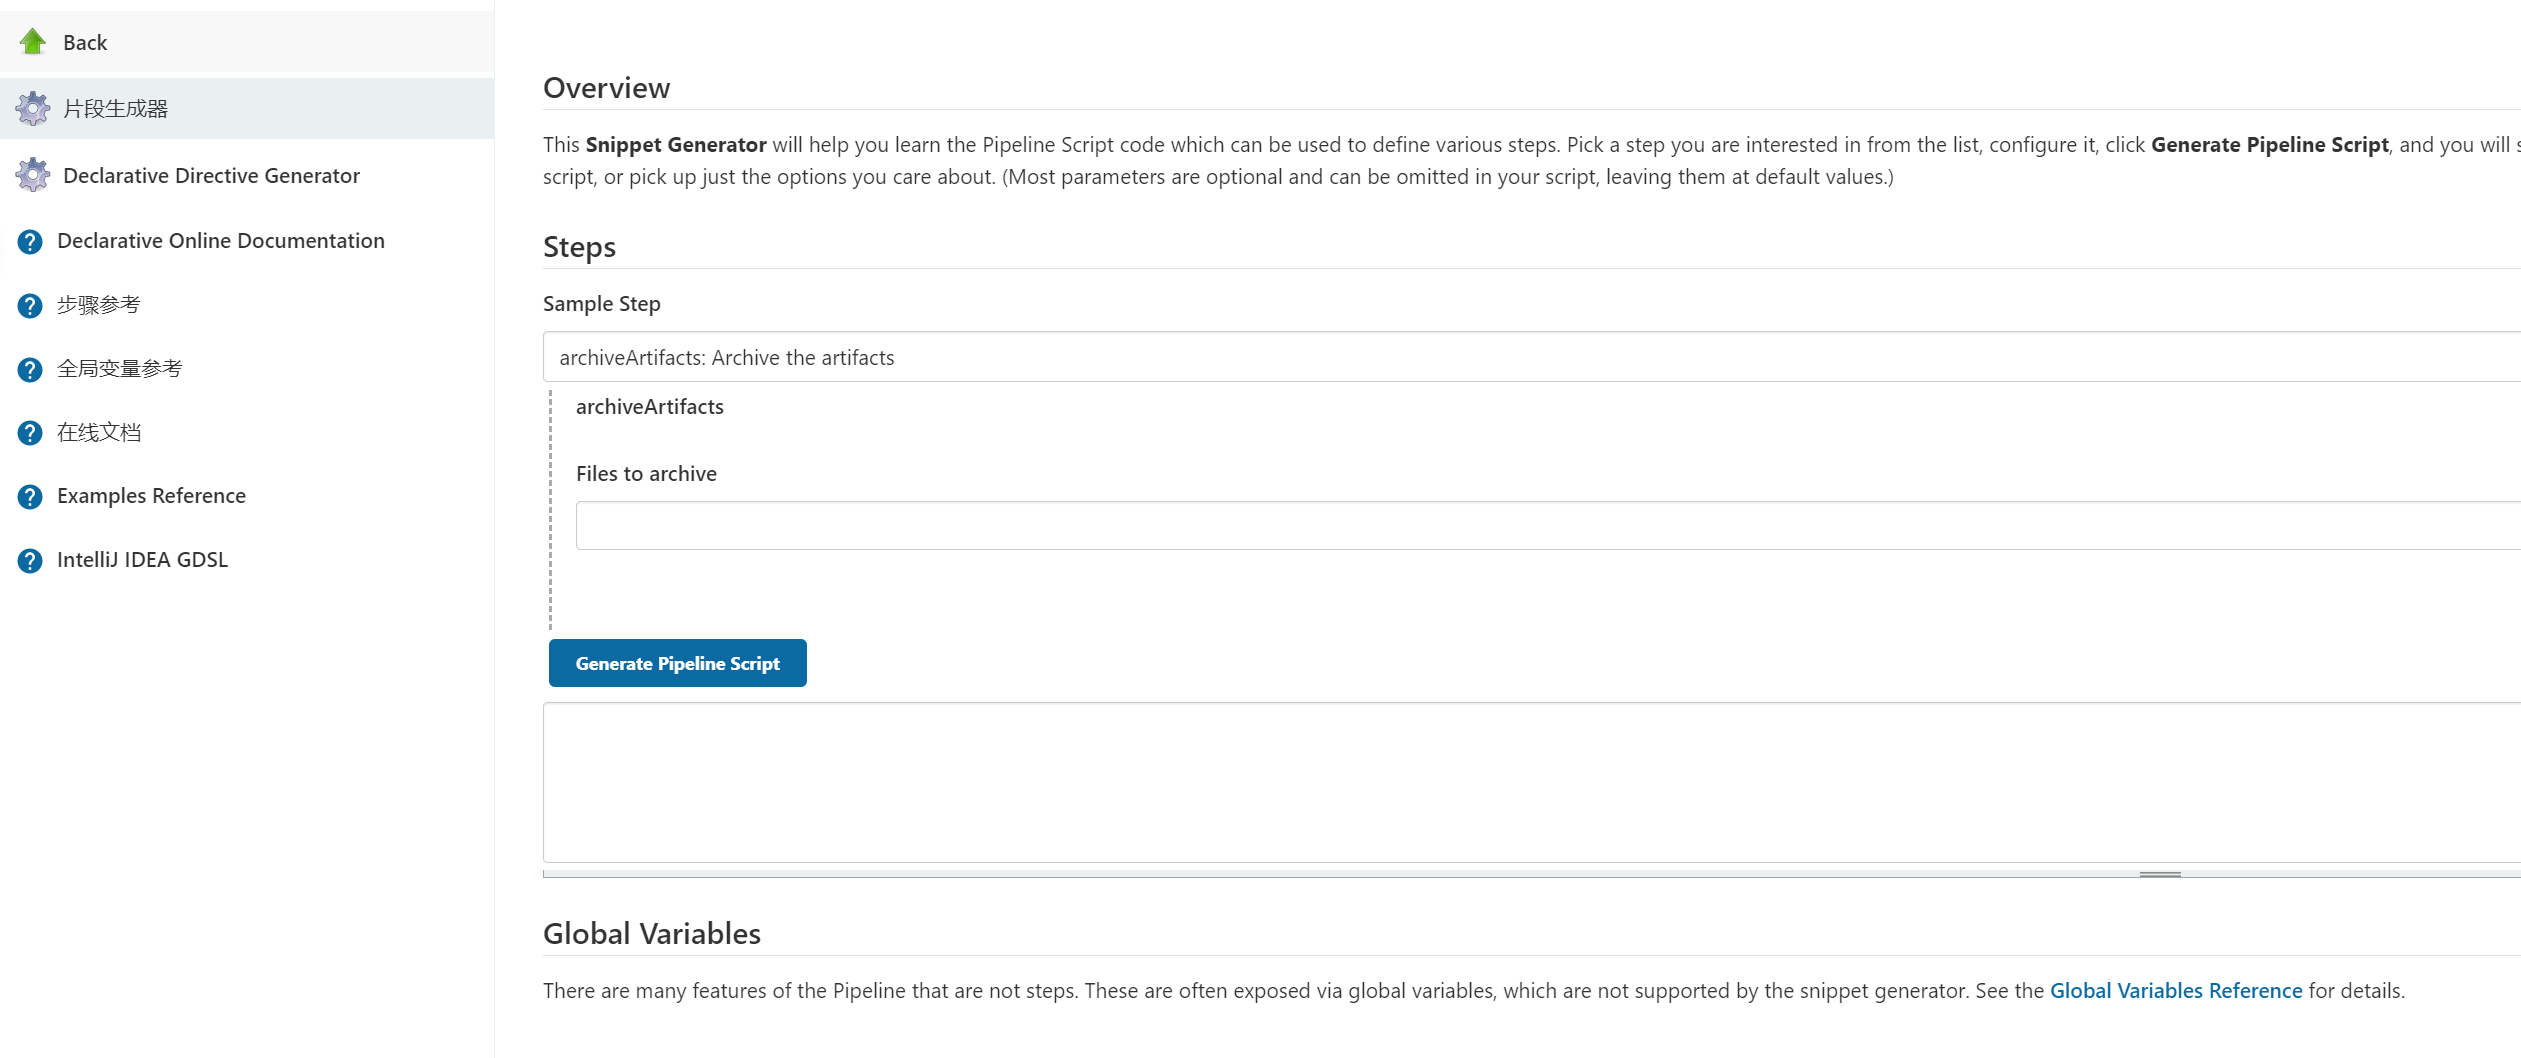 Back
片段生成器
Declarative Directive Generator
Declarative Online Documentation
步骤参考
全局变量参考
在线文档
Examples Reference
IntelliJ IDEA GDSL
Overview
This Snippet Generator will help you learn the Pipeline Script code which can be used to define various steps. Pick a step you are interested in from the list, configure it, click Generate Pipeline Script, and you will
script, or pick up just the options you care about. (Most parameters are optional and can be omitted in your script, leaving them at default values.)
Steps
Sample Step
archiveArtifacts: Archive the artifacts
archiveArtifacts
Files to archive
Generate Pipeline Script
Global Variables
There are many features of the Pipeline that are not steps. These are often exposed via global variables, which are not supported by the snippet generator. See the Global Variables Reference for details.